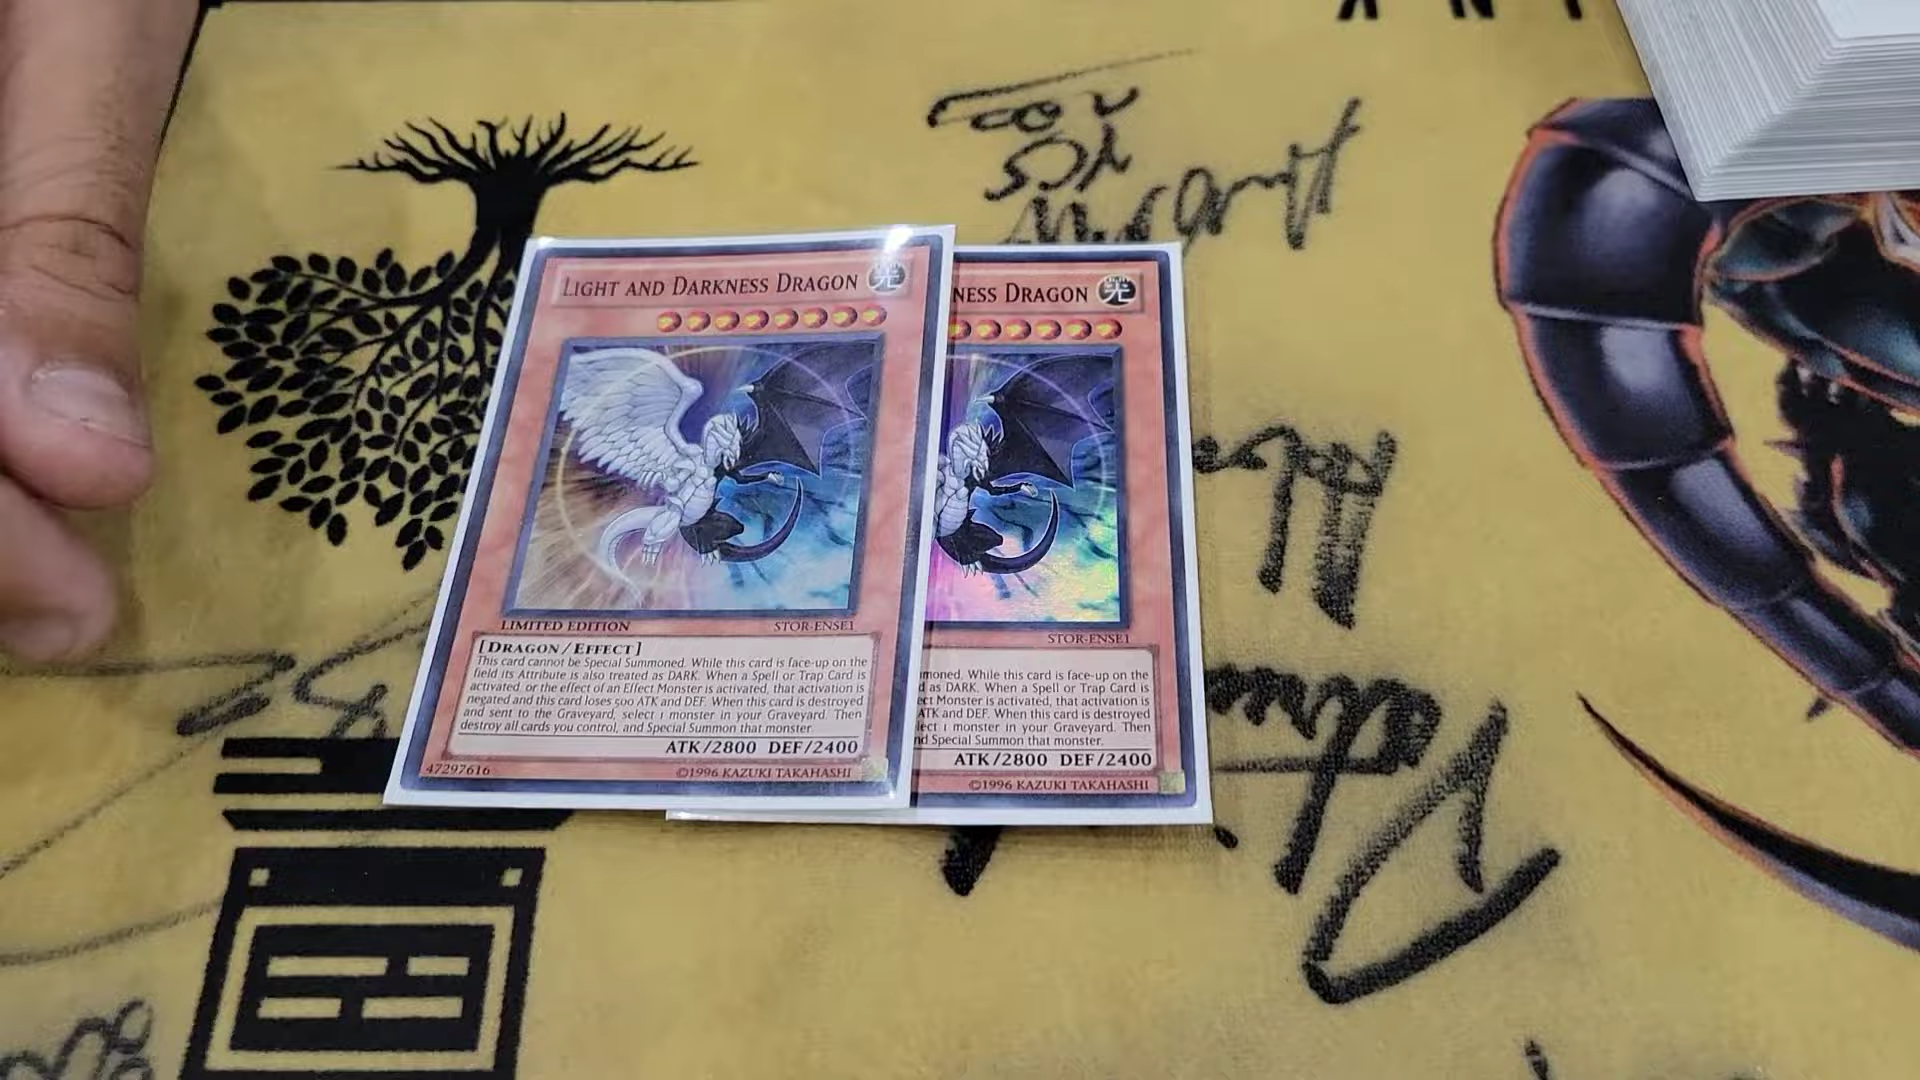 LIGHT AND DARKNESS DRAGON
光
LIMITED EDITION
STOR-ENSE1
[DRAGON/EFFECT]
This card cannot be Special Summoned. While this card is face-up on the
field its Attribute is also treated as DARK. When a Spell or Trap Card is
activated, or the effect of an Effect Monster is activated, that activation is
negated and this card loses 500 ATK and DEF. When this card is destroyed
and sent to the Graveyard, select 1 monster in your Graveyard. Then
destroy all cards you control, and Special Summon that monster.
ATK/2800 DEF/2400
47297616
©1996 KAZUKI TAKAHASHI
NESS DRAGON
光
STOR-ENSE1
moned. While this card is face-up on the
d as DARK. When a Spell or Trap Card is
ect Monster is activated, that activation is
ATK and DEF. When this card is destroyed
lect 1 monster in your Graveyard. Then
nd Special Summon that monster.
ATK/2800 DEF/2400
©1996 KAZUKI TAKAHASHI